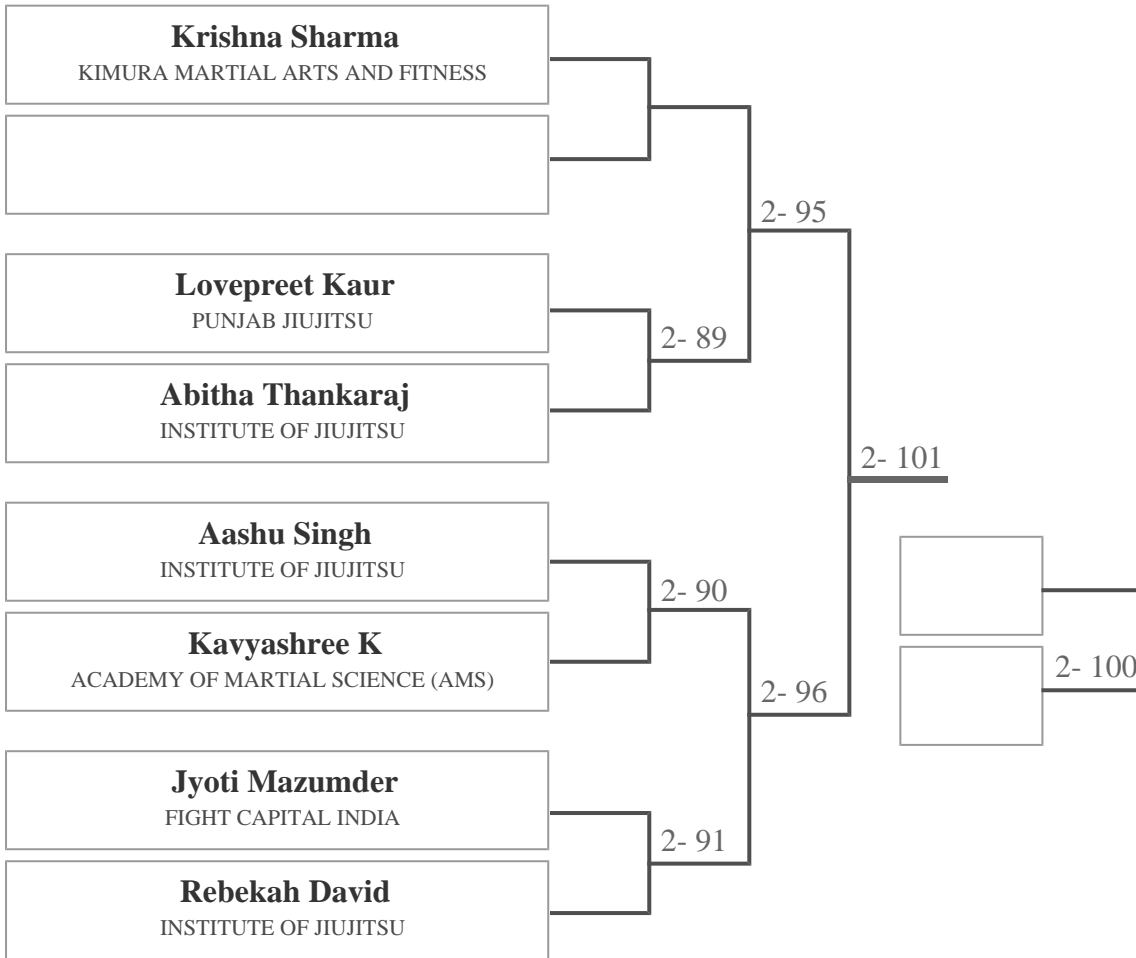 Krishna Sharma
KIMURA MARTIAL ARTS AND FITNESS
2- 95
Lovepreet Kaur
PUNJAB JIUJITSU
2- 89
Abitha Thankaraj
INSTITUTE OF JIUJITSU
2- 101
Aashu Singh
INSTITUTE OF JIUJITSU
2- 90
Kavyashree K
ACADEMY OF MARTIAL SCIENCE (AMS)
2- 96
2- 100
Jyoti Mazumder
FIGHT CAPITAL INDIA
2- 91
Rebekah David
INSTITUTE OF JIUJITSU